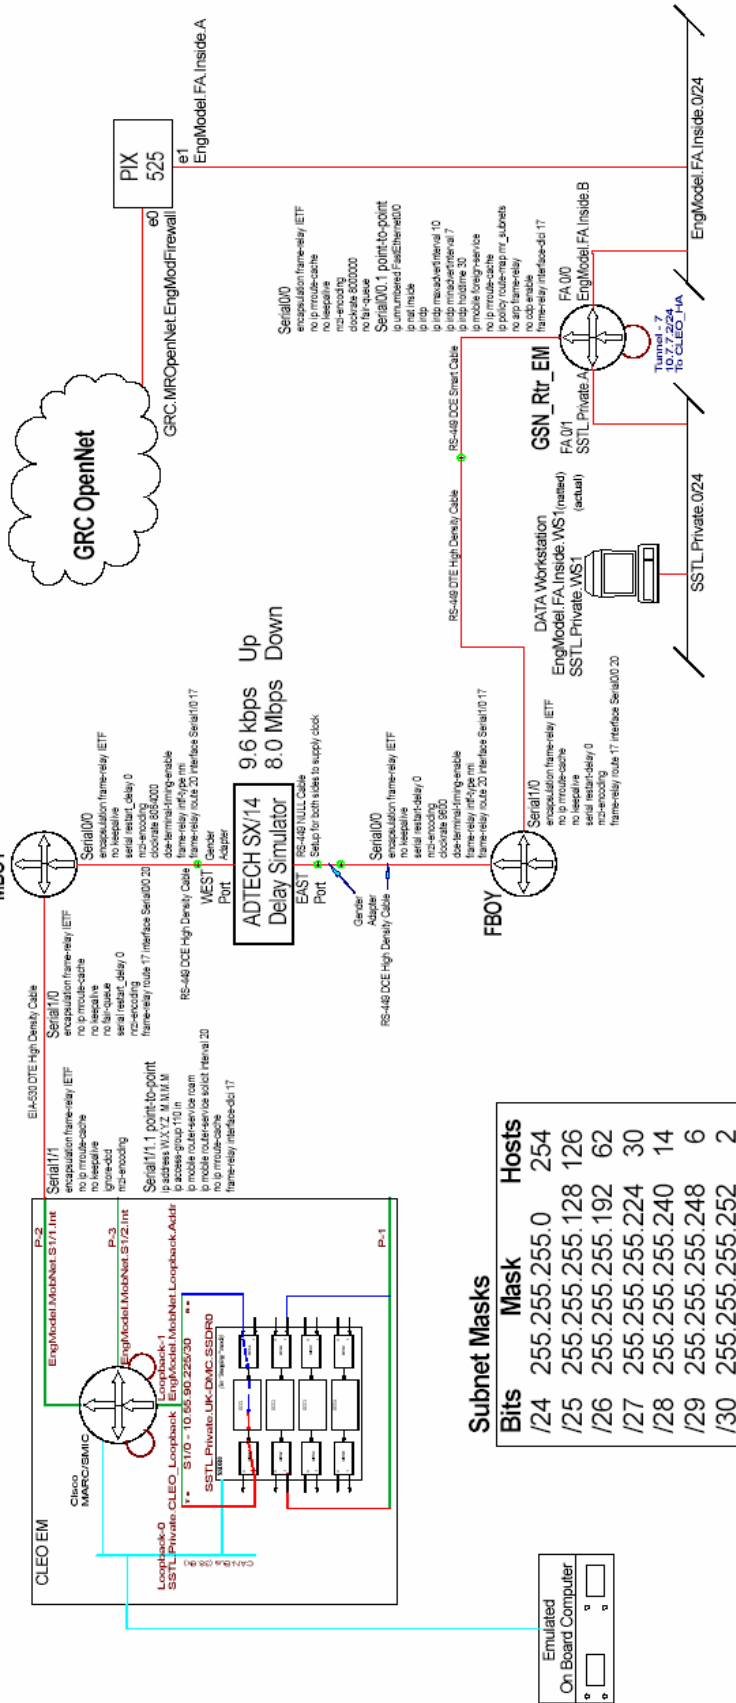 GRC OpenNet
PIX
525
e0
e1
GRC.MROpenNet.EngModFirewall
EngModel.FA.Inside.A
EngModel.FA.Inside.0/24
Serial0/0
encapsulation frame-relay IETF
no ip mroute-cache
no keepalive
nrzi-encoding
clockrate 8000000
no fair-queue
Serial0/0.1 point-to-point
ip unnumbered FastEthernet0/0
ip nat inside
ip irdp
ip irdp maxadvertinterval 10
ip irdp minadvertinterval 7
ip irdp holdtime 30
ip mobile foreign-service
no ip mroute-cache
ip policy route-map mr_subnets
no arp frame-relay
no cdp enable
frame-relay interface-dlci 17
RS-449 DCE Smart Cable
RS-449 DTE High Density Cable
GSN_Rtr_EM
FA 0/0
EngModel.FA.Inside.B
FA 0/1
SSTL.Private.A
Tunnel - 7
10.7.7.2/24
To CLEO_HA
DATA Workstation
EngModel.FA.Inside.WS1(natted)
SSTL.Private.WS1
(actual)
SSTL.Private.0/24
Serial0/0
encapsulation frame-relay IETF
no keepalive
serial restart_delay 0
nrzi-encoding
dce-terminal-timing-enable
frame-relay intf-type nni
frame-relay route 20 interface Serial1/0 17
RS-449 DCE High Density Cable
Gender
Adapter
WEST
Port
ADTECH SX/14
Delay Simulator
9.6 kbps Up
8.0 Mbps Down
EAST
Port
RS-449 NULL Cable
Setup for both sides to supply clock
Gender
Adapter
RS-449 DCE High Density Cable
Serial0/0
encapsulation frame-relay IETF
no keepalive
serial restart-delay 0
nrzi-encoding
clockrate 9600
dce-terminal-timing-enable
frame-relay intf-type nni
frame-relay route 20 interface Serial1/0 17
FBOY
Serial1/0
encapsulation frame-relay IETF
no ip mroute-cache
no keepalive
serial restart-delay 0
nrzi-encoding
frame-relay route 17 interface Serial0/0 20
EIA-530 DTE High Density Cable
Serial1/0
encapsulation frame-relay IETF
no ip mroute-cache
no keepalive
no fair-queue
serial restart_delay 0
nrzi-encoding
frame-relay route 17 interface Serial0/0 20
Serial1/1
encapsulation frame-relay IETF
no ip mroute-cache
no keepalive
ignore-dcd
nrzi-encoding
Serial1/1.1 point-to-point
ip address W.X.Y.Z M.M.M.M
ip access-group 110 in
ip mobile router-service roam
ip mobile router-service solicit interval 20
no ip mroute-cache
frame-relay interface-dlci 17
CLEO EM
Cisco
MARC/SMIC
P-2
EngModel.MobNet.S1/1.Int
P-3
EngModel.MobNet.S1/2.Int
Loopback-1
EngModel.MobNet.Loopback.Addr
Loopback-0
SSTL.Private.CLEO_Loopback
S1/0 - 10.55.90.225/30
SSTL.Private.UK-DMC.SSDR0
P-1
Emulated
On Board Computer
Subnet Masks
Bits Mask Hosts
/24 255.255.255.0 254
/25 255.255.255.128 126
/26 255.255.255.192 62
/27 255.255.255.224 30
/28 255.255.255.240 14
/29 255.255.255.248 6
/30 255.255.255.252 2